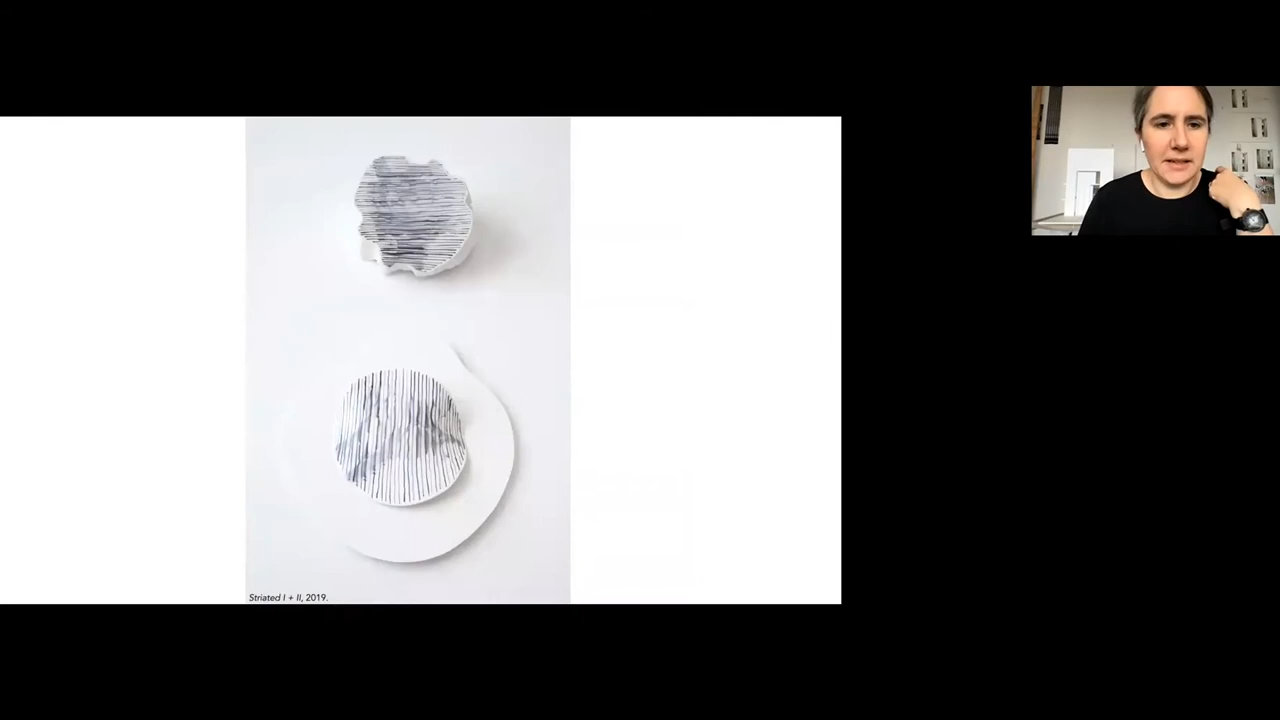 Striated I + II, 2019.